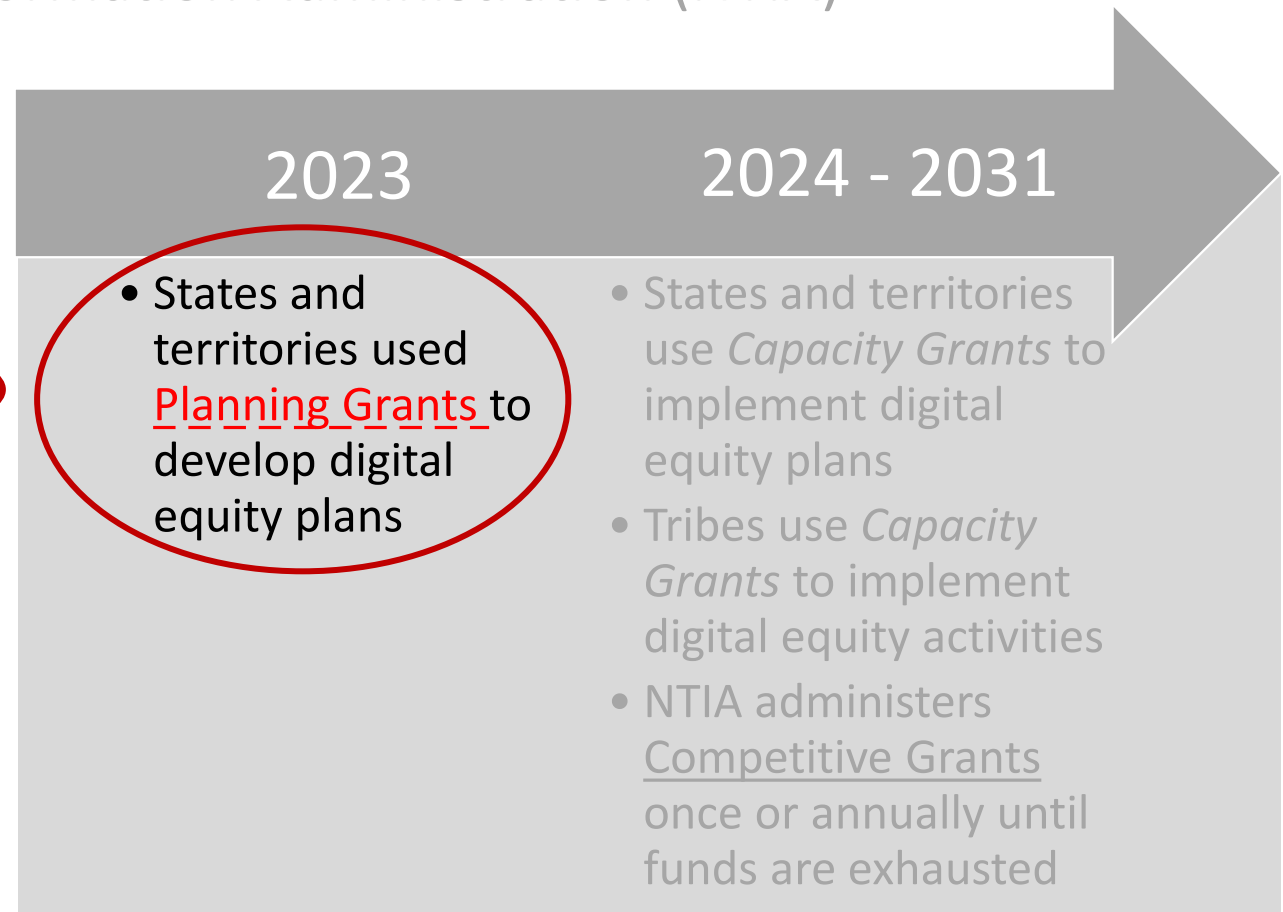 2023
2024 - 2031
• States and
territories used
Planning Grants to
develop digital
equity plans
• States and territories
use Capacity Grants to
implement digital
equity plans
• Tribes use Capacity
Grants to implement
digital equity activities
• NTIA administers
Competitive Grants
once or annually until
funds are exhausted